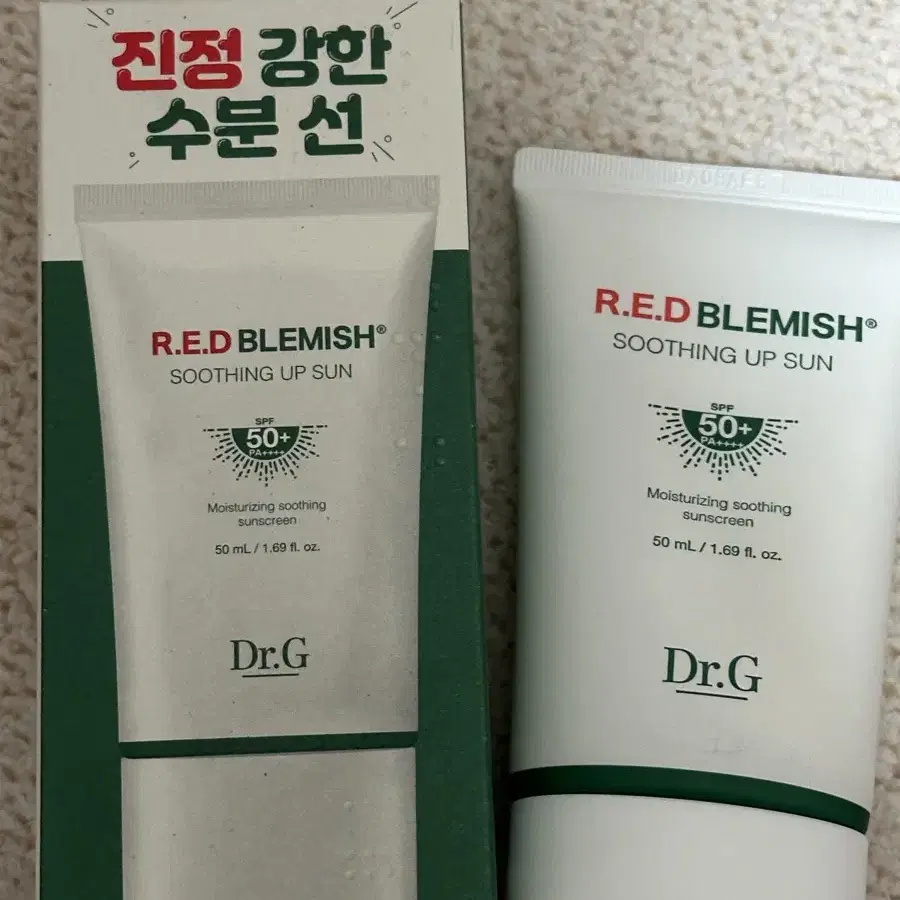 진정 강한
수분 선
R.E.D BLEMISH®
SOOTHING UP SUN
SPF
50+
PA++++
Moisturizing soothing
sunscreen
50 mL / 1.69 fl. oz.
Dr.G
R.E.D BLEMISH®
SOOTHING UP SUN
SPF
50+
PA++++
Moisturizing soothing
sunscreen
50 mL / 1.69 fl. oz.
Dr.G